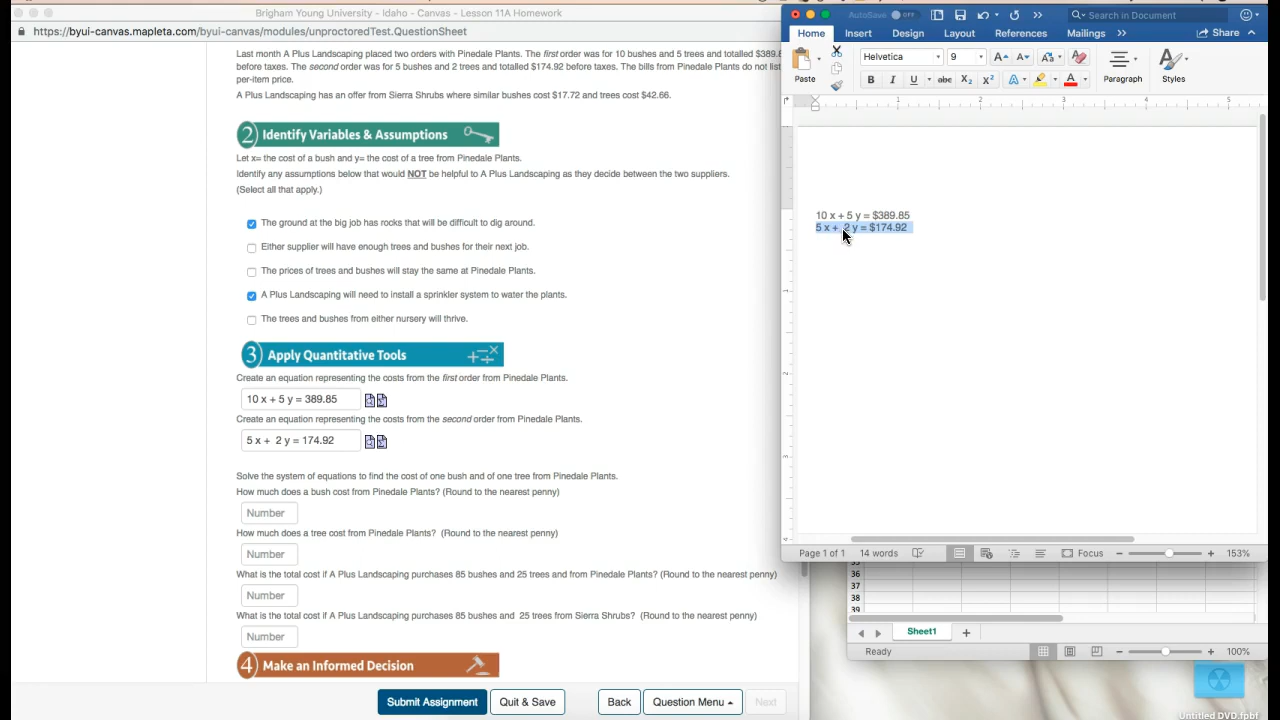 Brigham Young University - Idaho - Canvas - Lesson 11A Homework
https://byui-canvas.mapleta.com/byui-canvas/modules/unproctoredTest.QuestionSheet
Last month A Plus Landscaping placed two orders with Pinedale Plants. The first order was for 10 bushes and 5 trees and totalled $389.8
before taxes. The second order was for 5 bushes and 2 trees and totalled $174.92 before taxes. The bills from Pinedale Plants do not list
per-item price.
A Plus Landscaping has an offer from Sierra Shrubs where similar bushes cost $17.72 and trees cost $42.66.
2 Identify Variables & Assumptions
Let x= the cost of a bush and y= the cost of a tree from Pinedale Plants.
Identify any assumptions below that would NOT be helpful to A Plus Landscaping as they decide between the two suppliers.
(Select all that apply.)
The ground at the big job has rocks that will be difficult to dig around.
Either supplier will have enough trees and bushes for their next job.
The prices of trees and bushes will stay the same at Pinedale Plants.
A Plus Landscaping will need to install a sprinkler system to water the plants.
The trees and bushes from either nursery will thrive.
3 Apply Quantitative Tools
Create an equation representing the costs from the first order from Pinedale Plants.
10 x + 5 y = 389.85
Create an equation representing the costs from the second order from Pinedale Plants.
5 x + 2 y = 174.92
Solve the system of equations to find the cost of one bush and of one tree from Pinedale Plants.
How much does a bush cost from Pinedale Plants? (Round to the nearest penny)
Number
How much does a tree cost from Pinedale Plants? (Round to the nearest penny)
Number
What is the total cost if A Plus Landscaping purchases 85 bushes and 25 trees and from Pinedale Plants? (Round to the nearest penny)
Number
What is the total cost if A Plus Landscaping purchases 85 bushes and 25 trees from Sierra Shrubs? (Round to the nearest penny)
Number
4 Make an Informed Decision
Submit Assignment Quit & Save Back Question Menu Next
AutoSave OFF Search in Document
Home Insert Design Layout References Mailings >> Share
Paste Helvetica 9 Paragraph Styles
B I U abc X2 X2 A A
1 2 3 4 5
10 x + 5 y = $389.85
5 x + 2 y = $174.92
1
2
3
Page 1 of 1 14 words Focus 153%
36
37
38
39
Sheet1
Ready 100%
Untitled DVD.fpbf